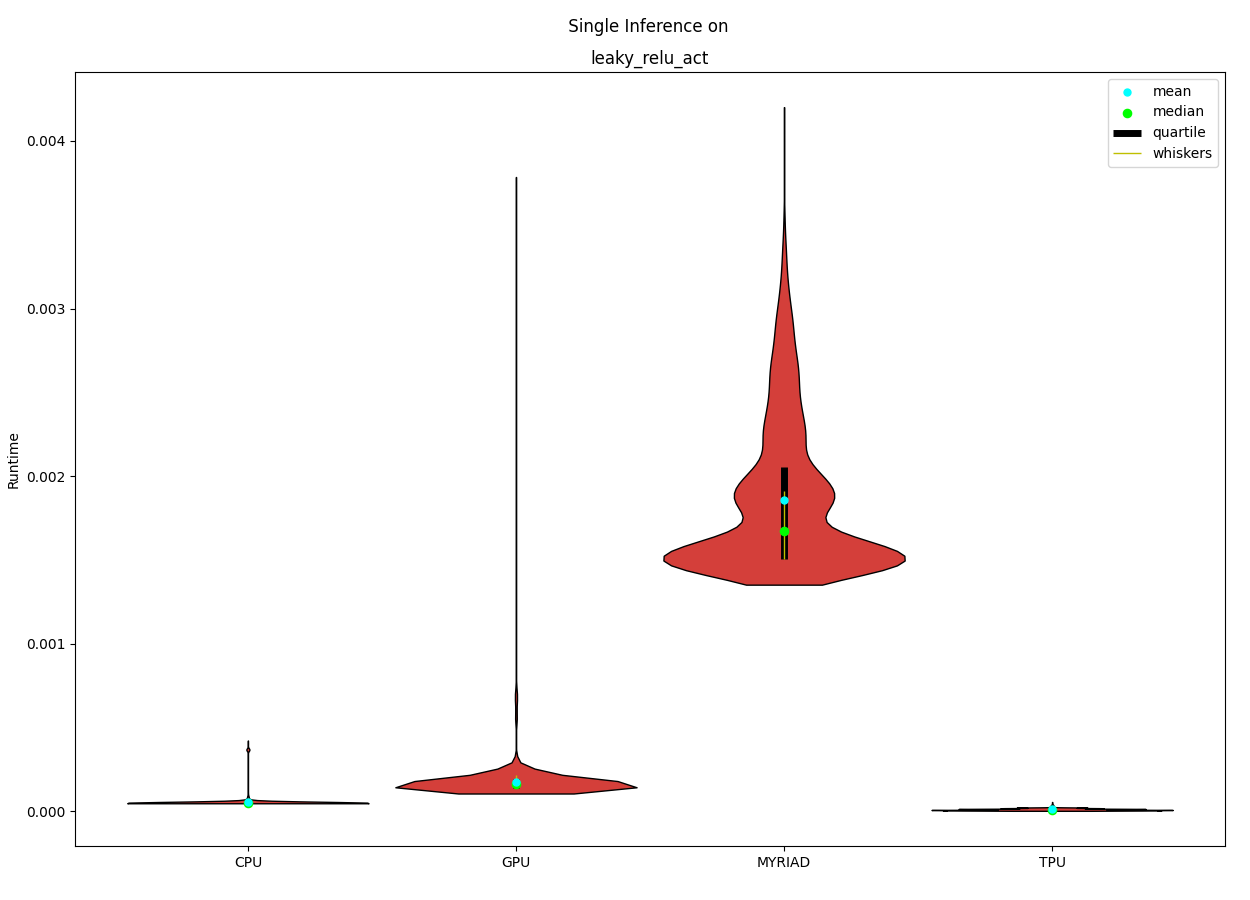 Single Inference on
leaky_relu_act
mean
median
quartile
whiskers
0.004
0.003
0.002
0.001
0.000
Runtime
CPU GPU MYRIAD TPU